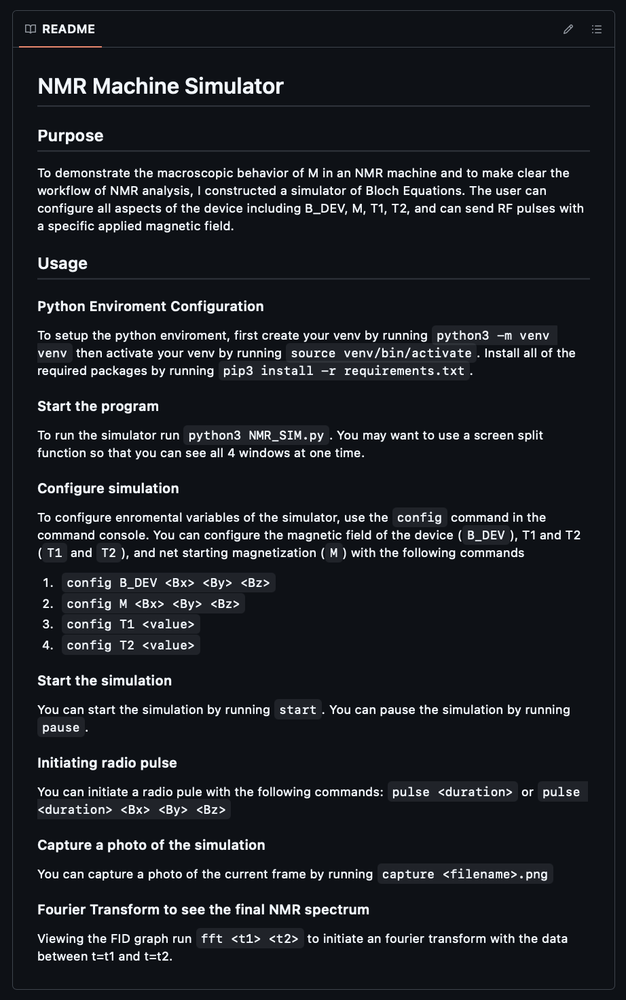 README
NMR Machine Simulator
Purpose
To demonstrate the macroscopic behavior of M in an NMR machine and to make clear the
workflow of NMR analysis, I constructed a simulator of Bloch Equations. The user can
configure all aspects of the device including B_DEV, M, T1, T2, and can send RF pulses with
a specific applied magnetic field.
Usage
Python Enviroment Configuration
To setup the python enviroment, first create your venv by running python3 -m venv
venv then activate your venv by running source venv/bin/activate. Install all of the
required packages by running pip3 install -r requirements.txt.
Start the program
To run the simulator run python3 NMR_SIM.py. You may want to use a screen split
function so that you can see all 4 windows at one time.
Configure simulation
To configure enromental variables of the simulator, use the config command in the
command console. You can configure the magnetic field of the device (B_DEV), T1 and T2
(T1 and T2), and net starting magnetization (M) with the following commands
1. config B_DEV <Bx> <By> <Bz>
2. config M <Bx> <By> <Bz>
3. config T1 <value>
4. config T2 <value>
Start the simulation
You can start the simulation by running start. You can pause the simulation by running
pause.
Initiating radio pulse
You can initiate a radio pule with the following commands: pulse <duration> or pulse
<duration> <Bx> <By> <Bz>
Capture a photo of the simulation
You can capture a photo of the current frame by running capture <filename>.png
Fourier Transform to see the final NMR spectrum
Viewing the FID graph run fft <t1> <t2> to initiate an fourier transform with the data
between t=t1 and t=t2.